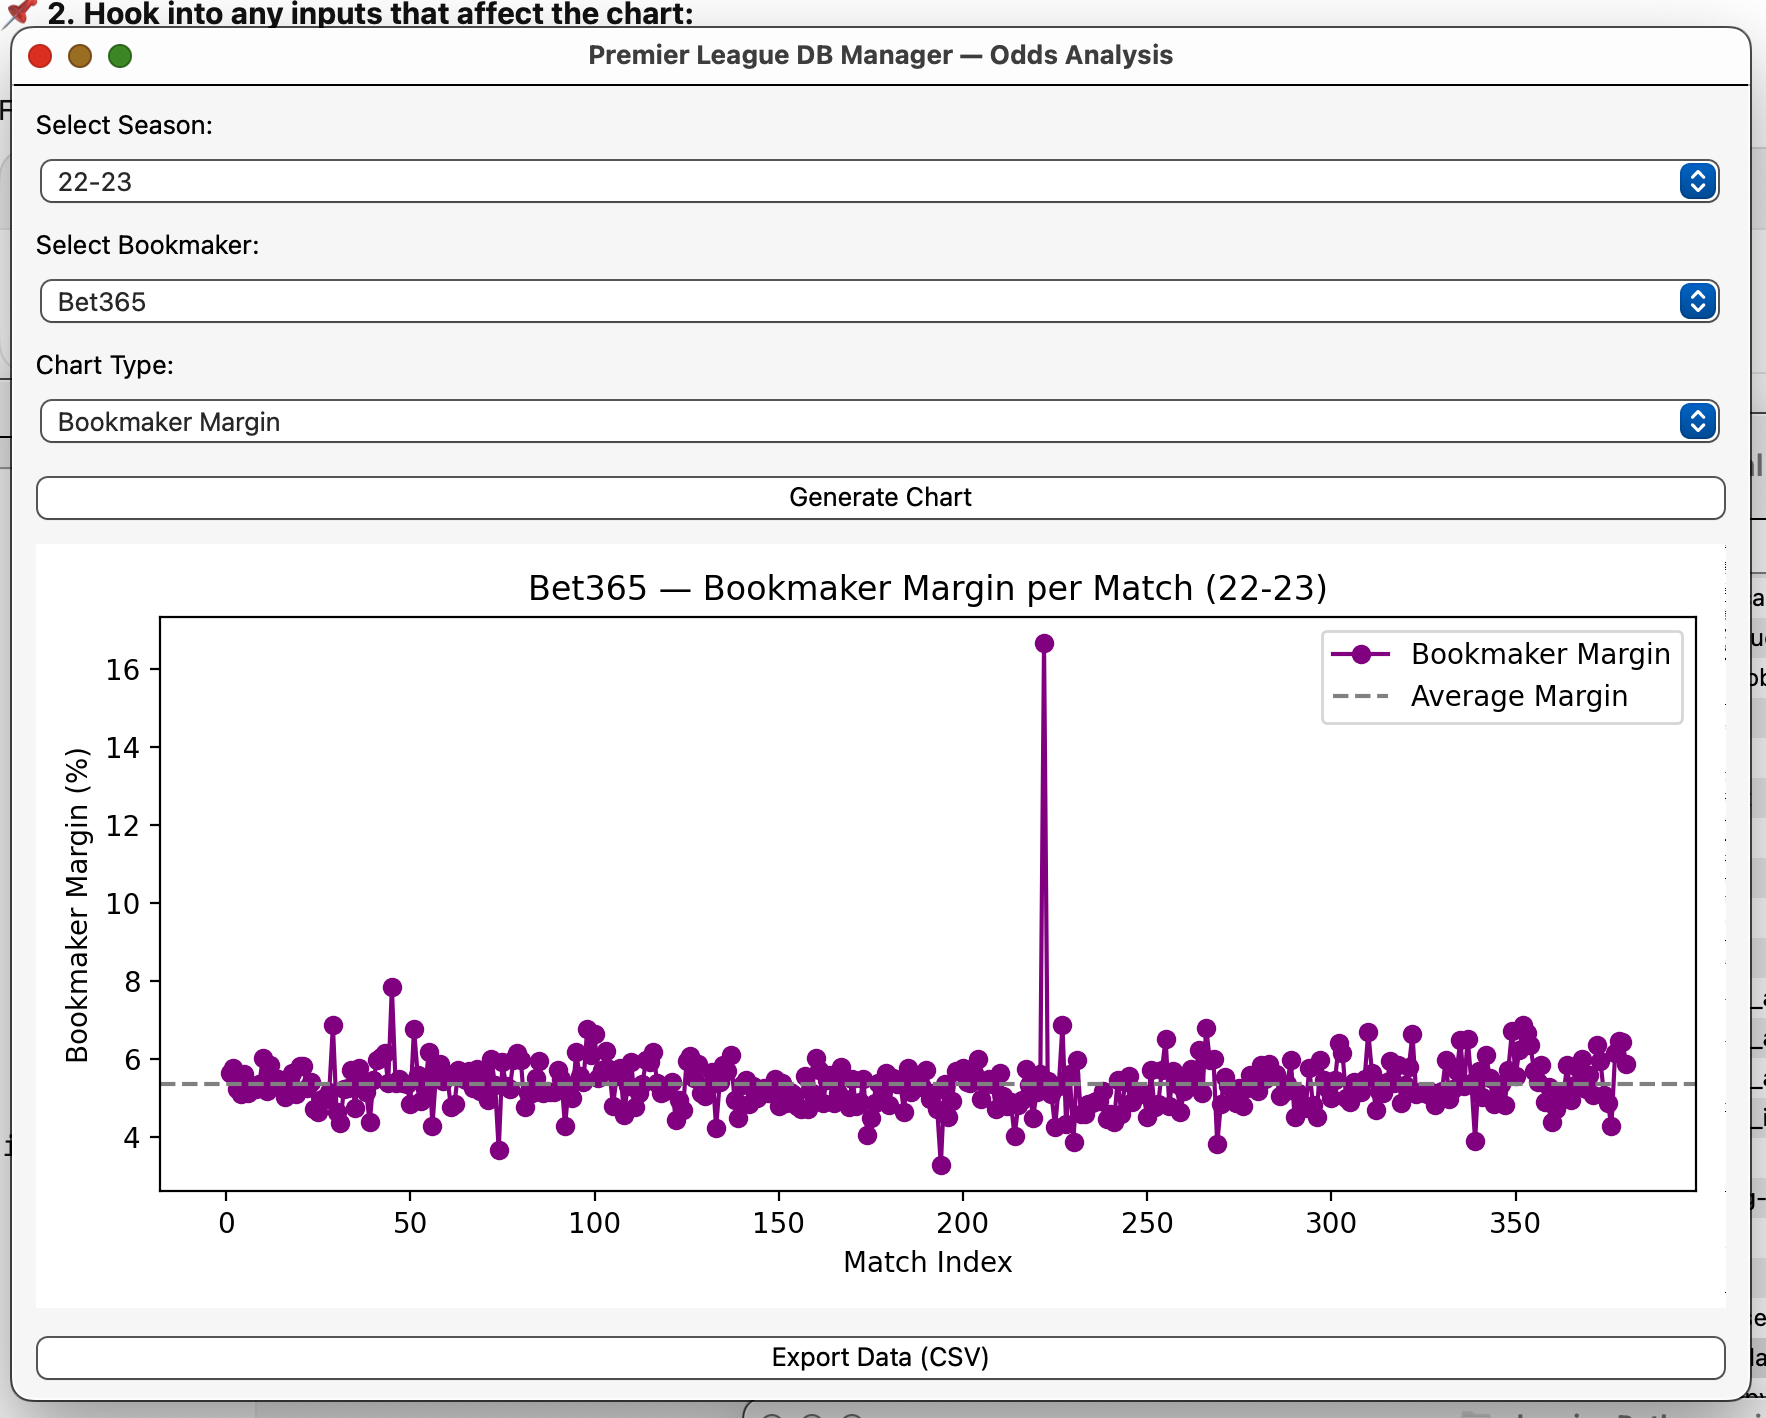 📌 2. Hook into any inputs that affect the chart:
Premier League DB Manager — Odds Analysis
Select Season:
22-23
Select Bookmaker:
Bet365
Chart Type:
Bookmaker Margin
Generate Chart
Bet365 — Bookmaker Margin per Match (22-23)
Bookmaker Margin
Average Margin
Bookmaker Margin (%)
16
14
12
10
8
6
4
0 50 100 150 200 250 300 350
Match Index
Export Data (CSV)